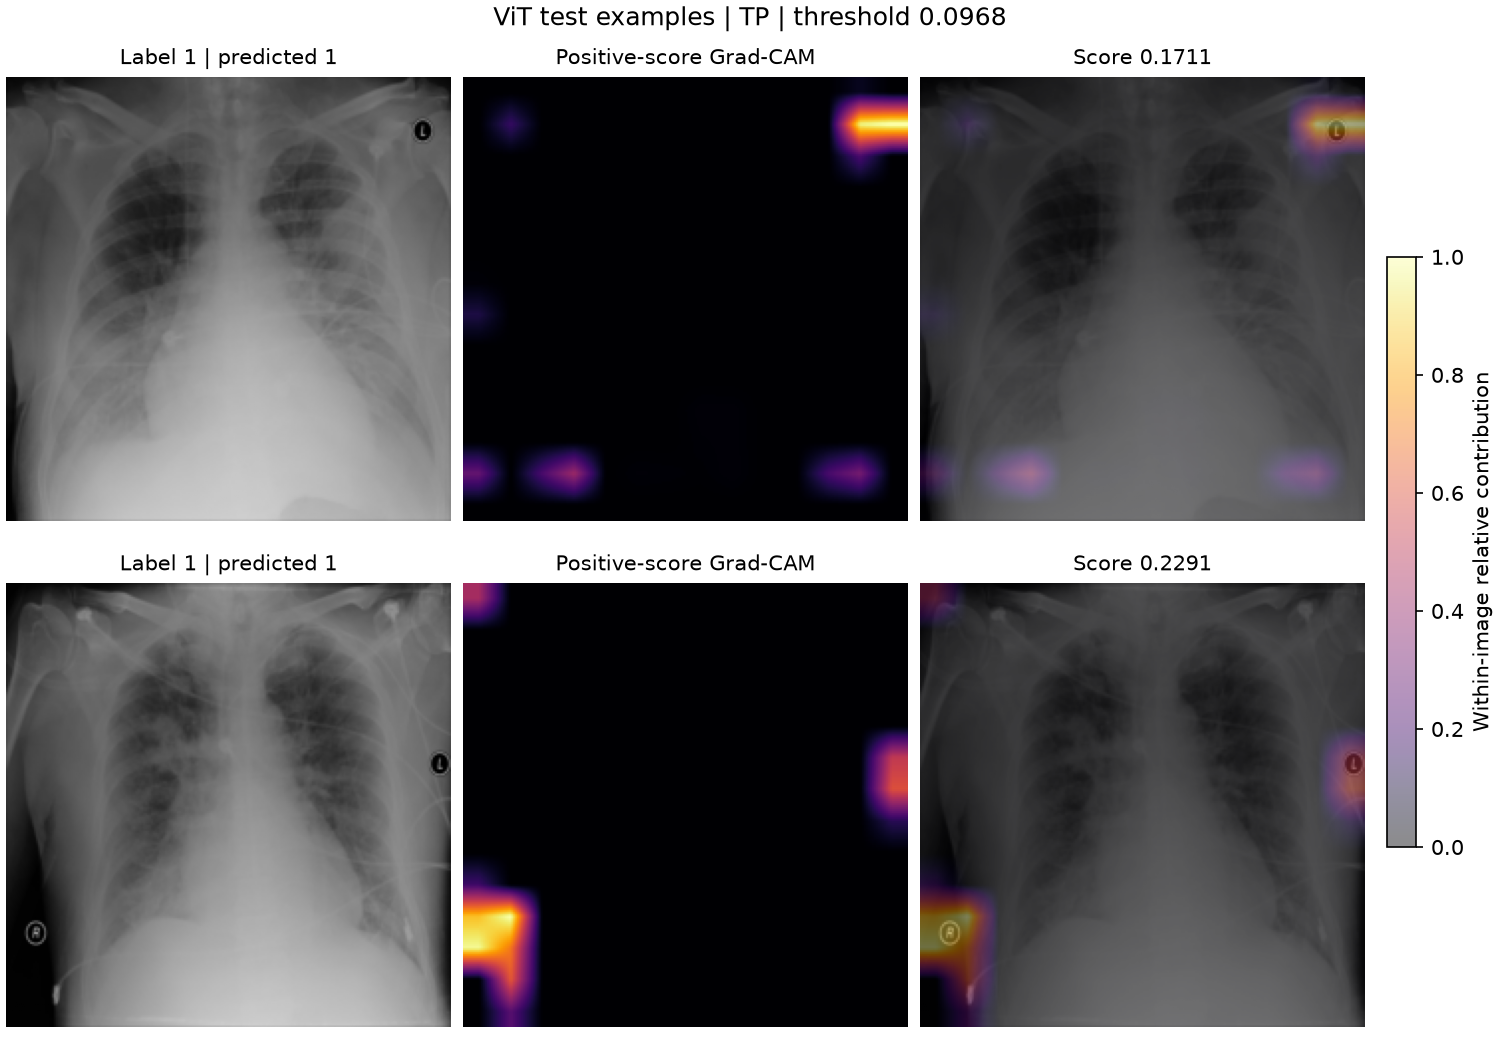 ViT test examples | TP | threshold 0.0968
Label 1 | predicted 1
Positive-score Grad-CAM
Score 0.1711
L
L
1.0
0.8
0.6
0.4
0.2
0.0
Within-image relative contribution
Label 1 | predicted 1
Positive-score Grad-CAM
Score 0.2291
L
R
L
R